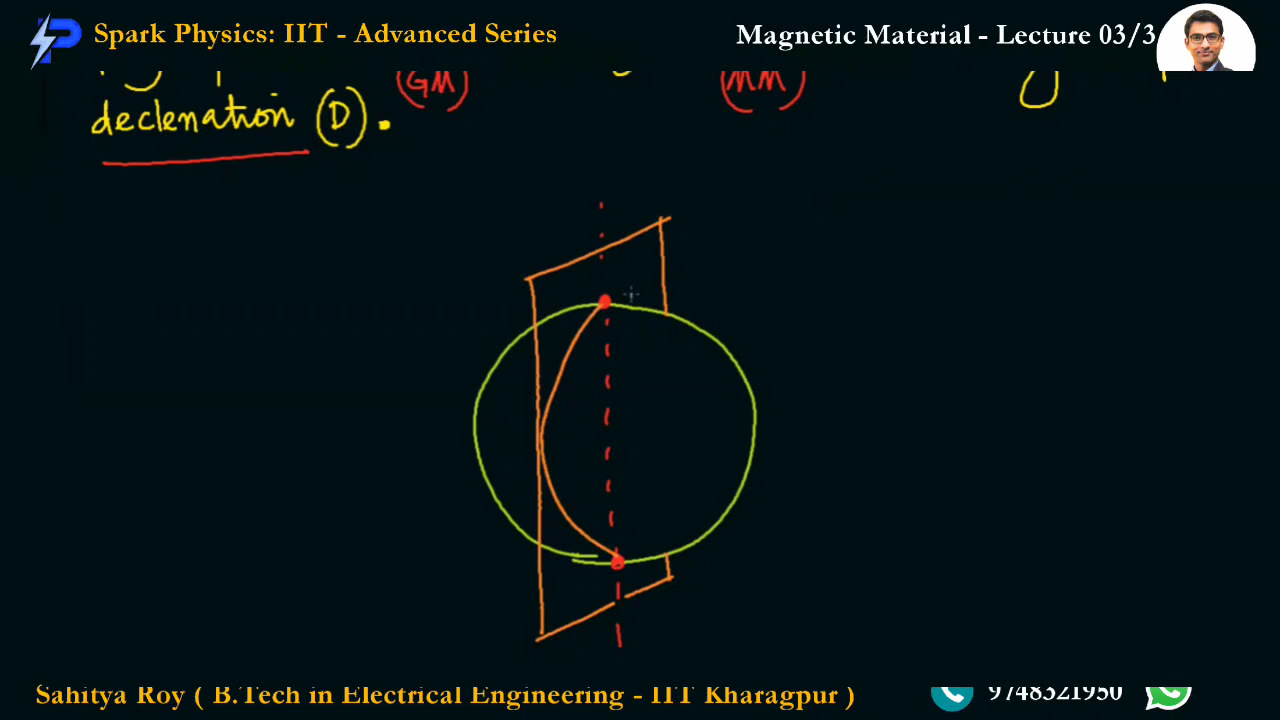 Spark Physics: IIT - Advanced Series
Magnetic Material - Lecture 03/3
(GM) (MM)
declenation (D).
Sahitya Roy ( B.Tech in Electrical Engineering - IIT Kharagpur )
9748321950